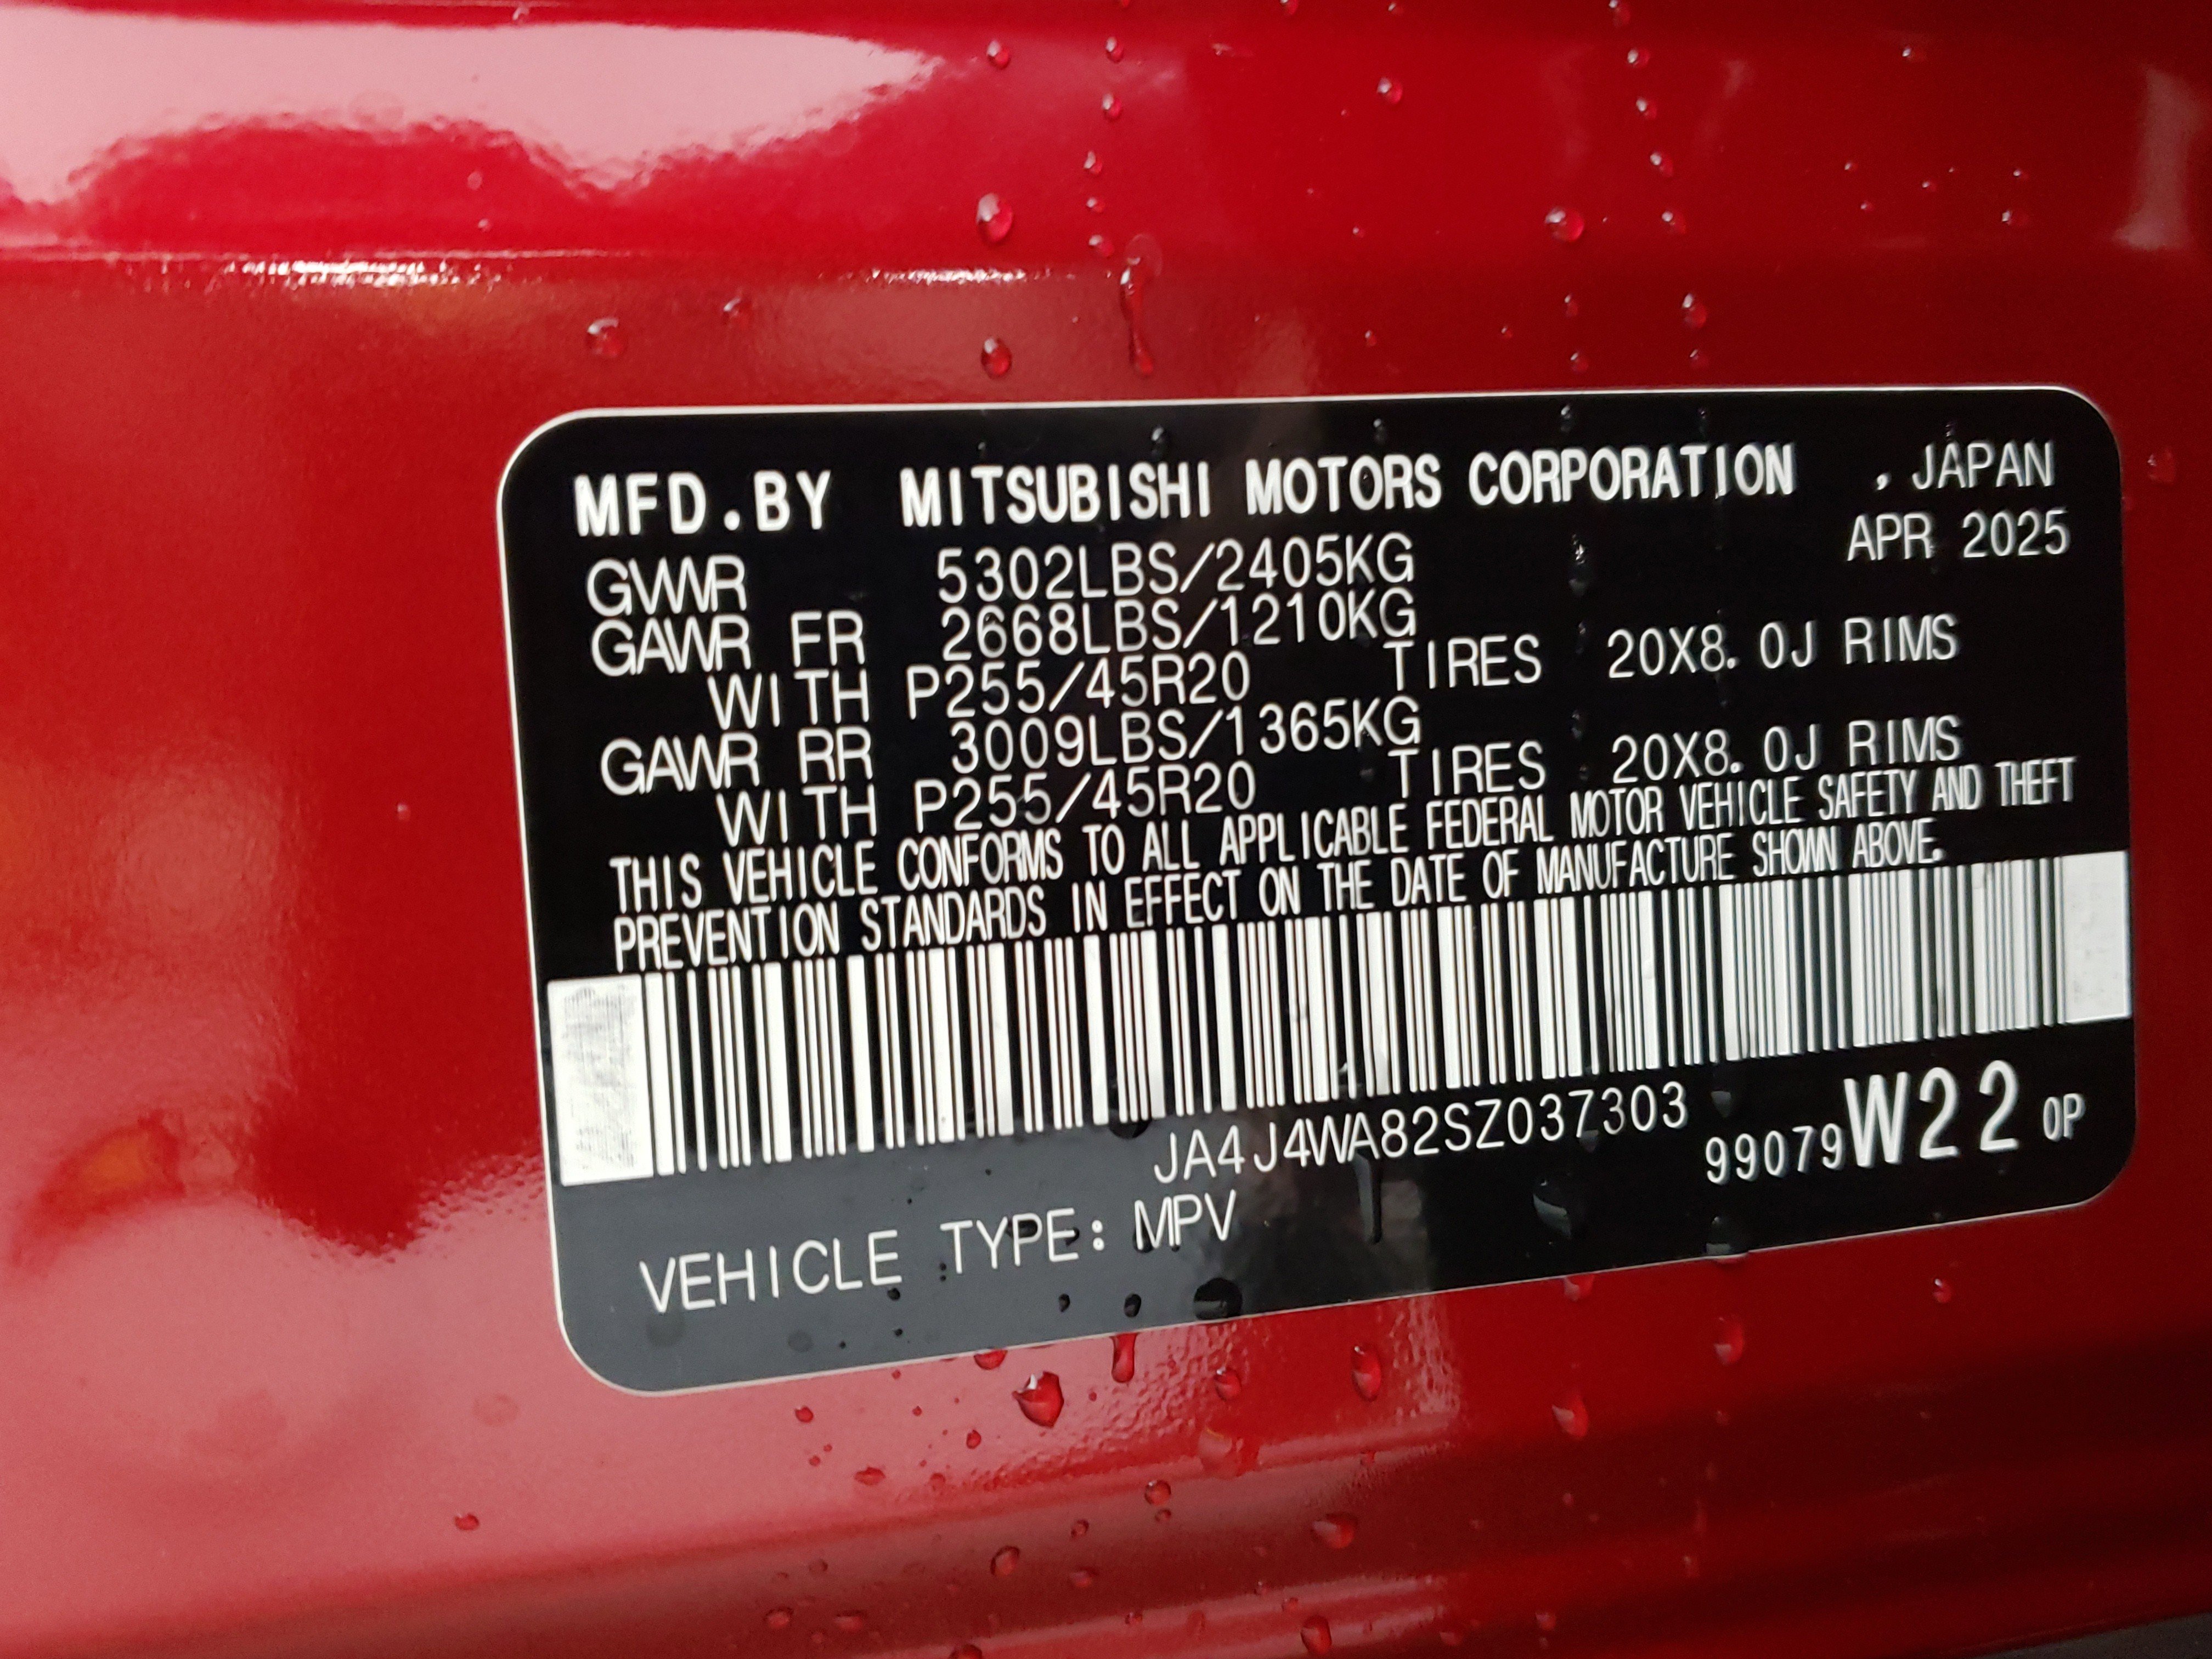 MFD.BY MITSUBISHI MOTORS CORPORATION , JAPAN
APR 2025
GVWR 5302LBS/2405KG
GAWR FR 2668LBS/1210KG
WITH P255/45R20 TIRES 20X8.0J RIMS
GAWR RR 3009LBS/1365KG
WITH P255/45R20 TIRES 20X8.0J RIMS
THIS VEHICLE CONFORMS TO ALL APPLICABLE FEDERAL MOTOR VEHICLE SAFETY AND THEFT
PREVENTION STANDARDS IN EFFECT ON THE DATE OF MANUFACTURE SHOWN ABOVE.
JA4J4WA82SZ037303
99079W22 OP
VEHICLE TYPE: MPV